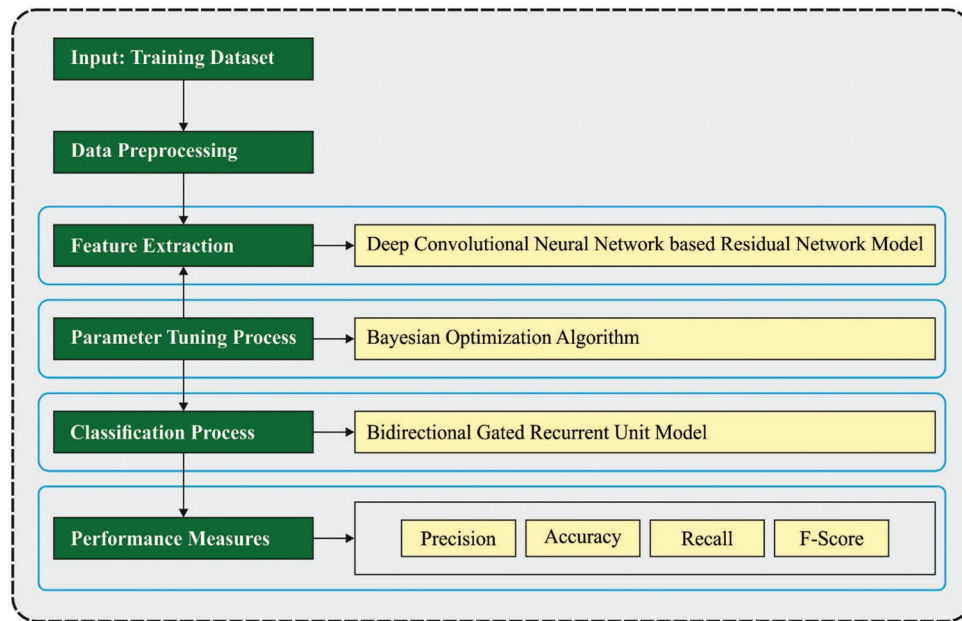 Input: Training Dataset
Data Preprocessing
Feature Extraction
Deep Convolutional Neural Network based Residual Network Model
Parameter Tuning Process
Bayesian Optimization Algorithm
Classification Process
Bidirectional Gated Recurrent Unit Model
Performance Measures
Precision
Accuracy
Recall
F-Score